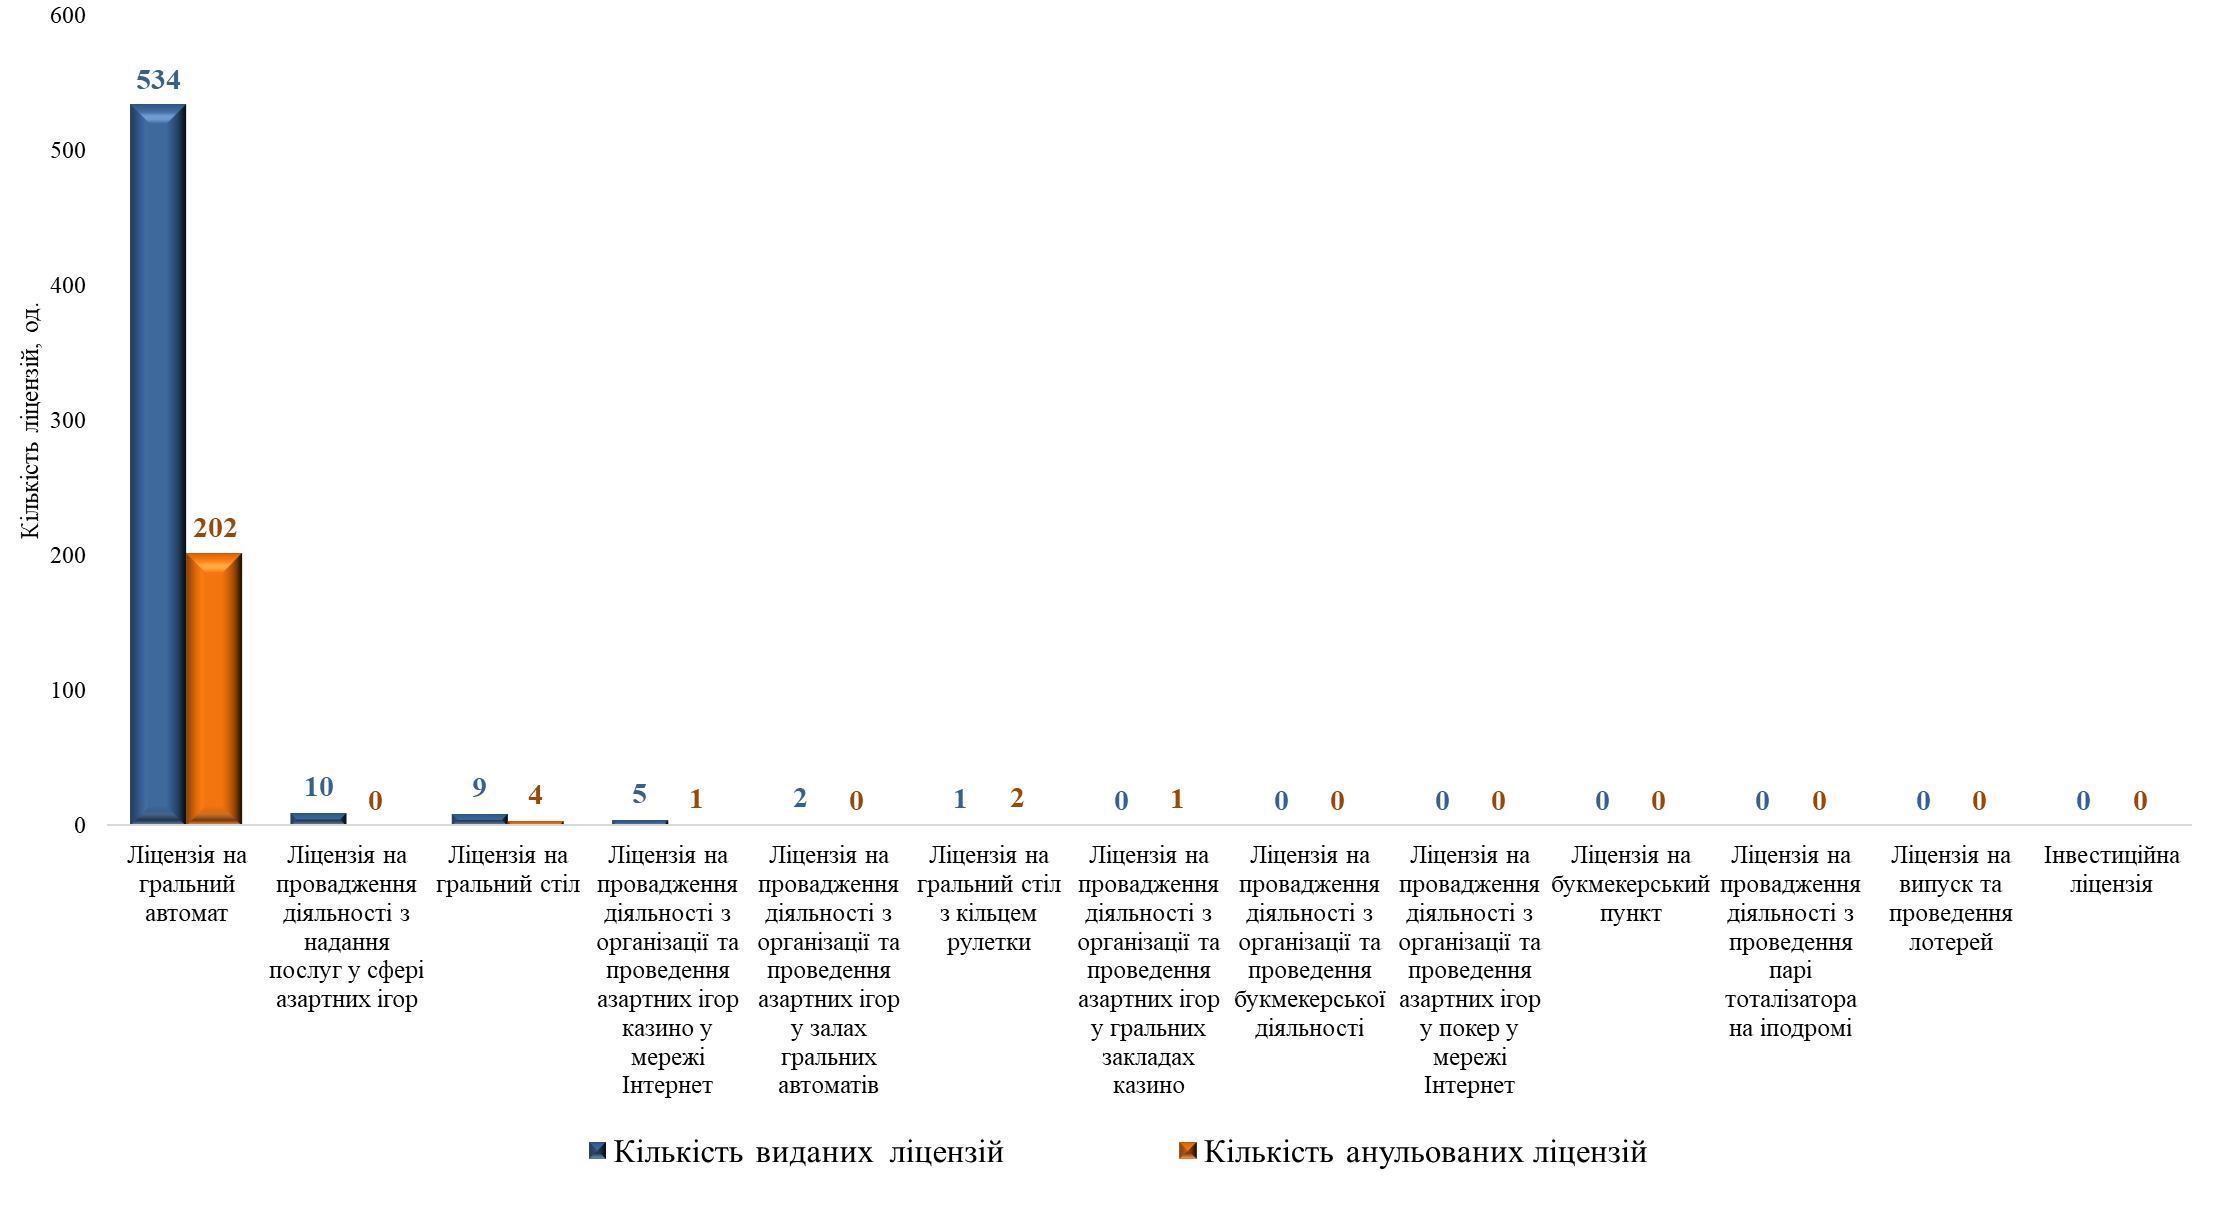 600
500
400
300
200
100
0
Кількість ліцензій, од.
534
202
10
0
9
4
5
1
2
0
1
2
0
1
0
0
0
0
0
0
0
0
0
0
0
0
Ліцензія на
гральний
автомат
Ліцензія на
провадження
діяльності з
надання
послуг у сфері
азартних ігор
Ліцензія на
гральний стіл
Ліцензія на
провадження
діяльності з
організації та
проведення
азартних ігор
казино у
мережі
Інтернет
Ліцензія на
провадження
діяльності з
організації та
проведення
азартних ігор
у залах
гральних
автоматів
Ліцензія на
гральний стіл
з кільцем
рулетки
Ліцензія на
провадження
діяльності з
організації та
проведення
азартних ігор
у гральних
закладах
казино
Ліцензія на
провадження
діяльності з
організації та
проведення
букмекерської
діяльності
Ліцензія на
провадження
діяльності з
організації та
проведення
азартних ігор
у покер у
мережі
Інтернет
Ліцензія на
букмекерський
пункт
Ліцензія на
провадження
діяльності з
проведення
парі
тоталізатора
на іподромі
Ліцензія на
випуск та
проведення
лотерей
Інвестиційна
ліцензія
Кількість виданих ліцензій
Кількість анульованих ліцензій